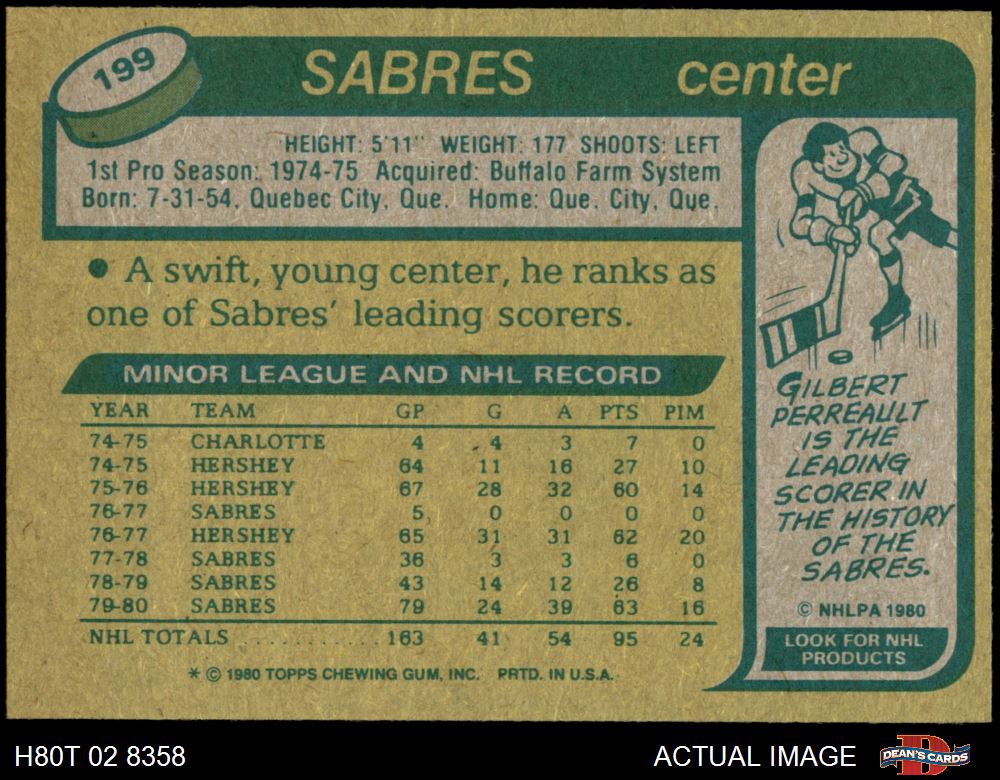 199
SABRES center
HEIGHT: 5'11" WEIGHT: 177 SHOOTS: LEFT
1st Pro Season: 1974-75 Acquired: Buffalo Farm System
Born: 7-31-54, Quebec City, Que. Home: Que. City, Que.
● A swift, young center, he ranks as
one of Sabres' leading scorers.
MINOR LEAGUE AND NHL RECORD
YEAR TEAM GP G A PTS PIM
74-75 CHARLOTTE 4 4 3 7 0
74-75 HERSHEY 64 11 16 27 10
75-76 HERSHEY 67 28 32 60 14
76-77 SABRES 5 0 0 0 0
76-77 HERSHEY 65 31 31 62 20
77-78 SABRES 36 3 3 6 0
78-79 SABRES 43 14 12 26 8
79-80 SABRES 79 24 39 63 16
NHL TOTALS .......... 163 41 54 95 24
* © 1980 TOPPS CHEWING GUM, INC. PRTD. IN U.S.A.
GILBERT
PERREAULT
IS THE
LEADING
SCORER IN
THE HISTORY
OF THE
SABRES.
© NHLPA 1980
LOOK FOR NHL
PRODUCTS
H80T 02 8358
ACTUAL IMAGE
DEAN'S CARDS